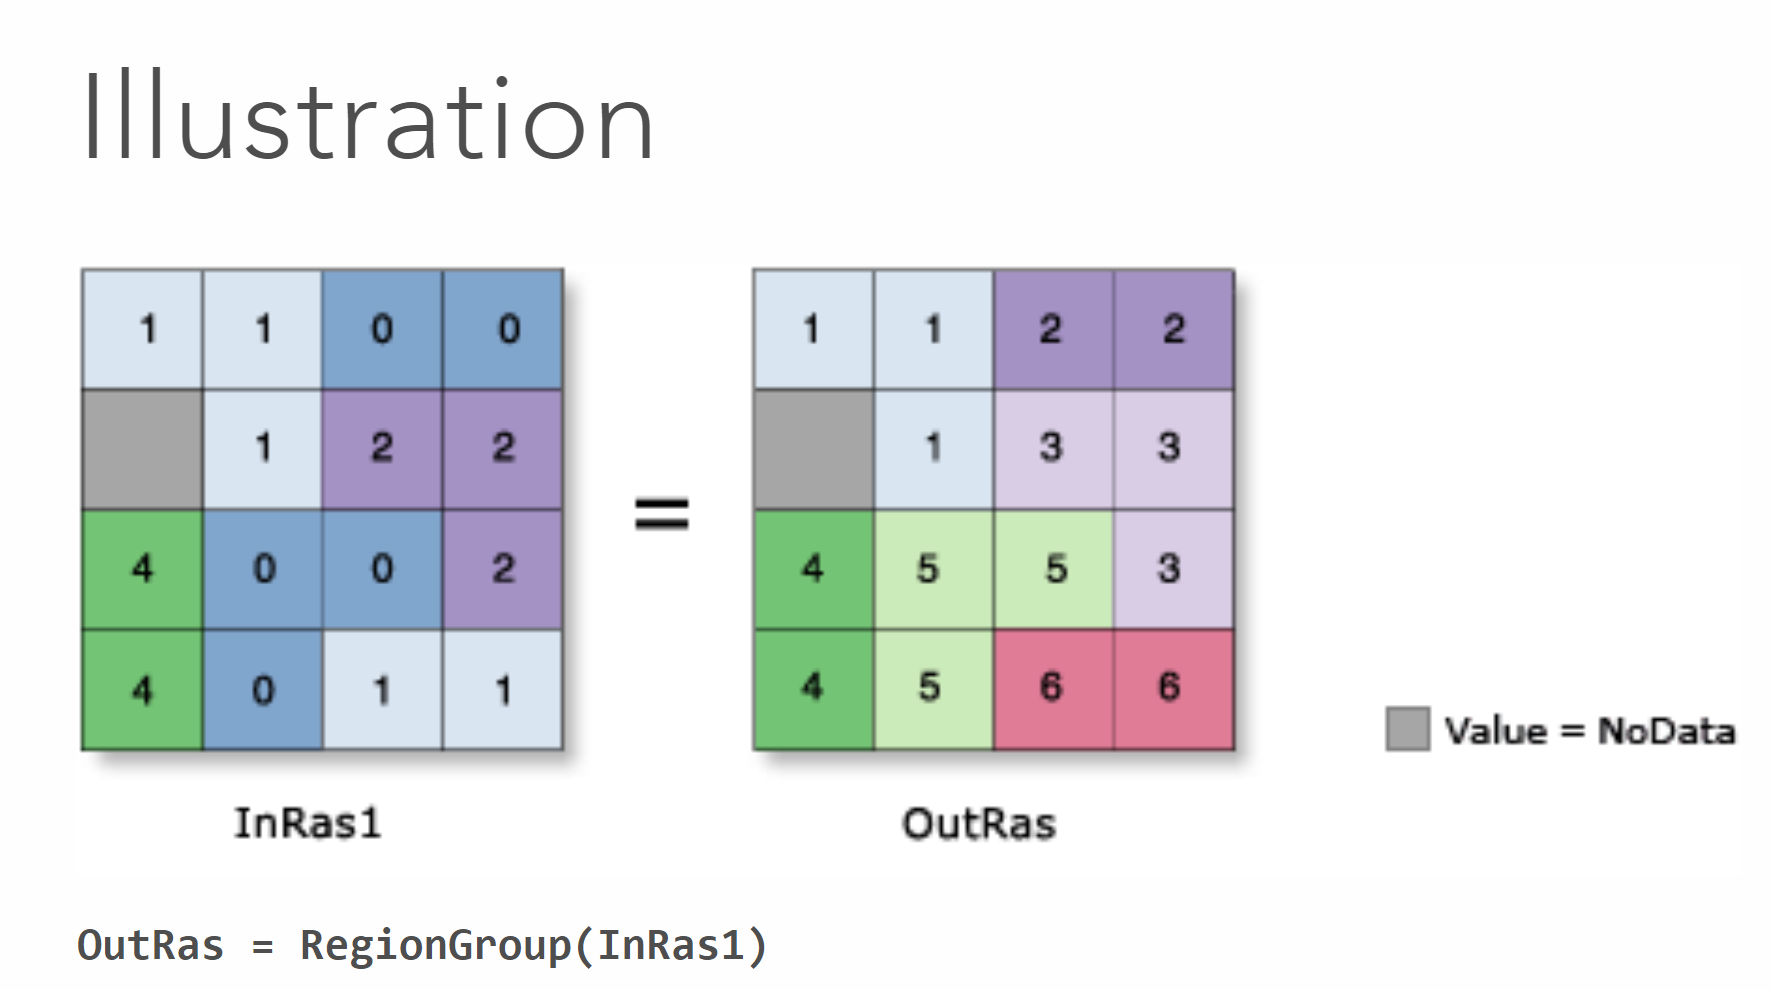 Illustration
1 1 0 0
1 2 2
4 0 0 2
4 0 1 1
InRas1
=
1 1 2 2
1 3 3
4 5 5 3
4 5 6 6
OutRas
Value = NoData
OutRas = RegionGroup(InRas1)